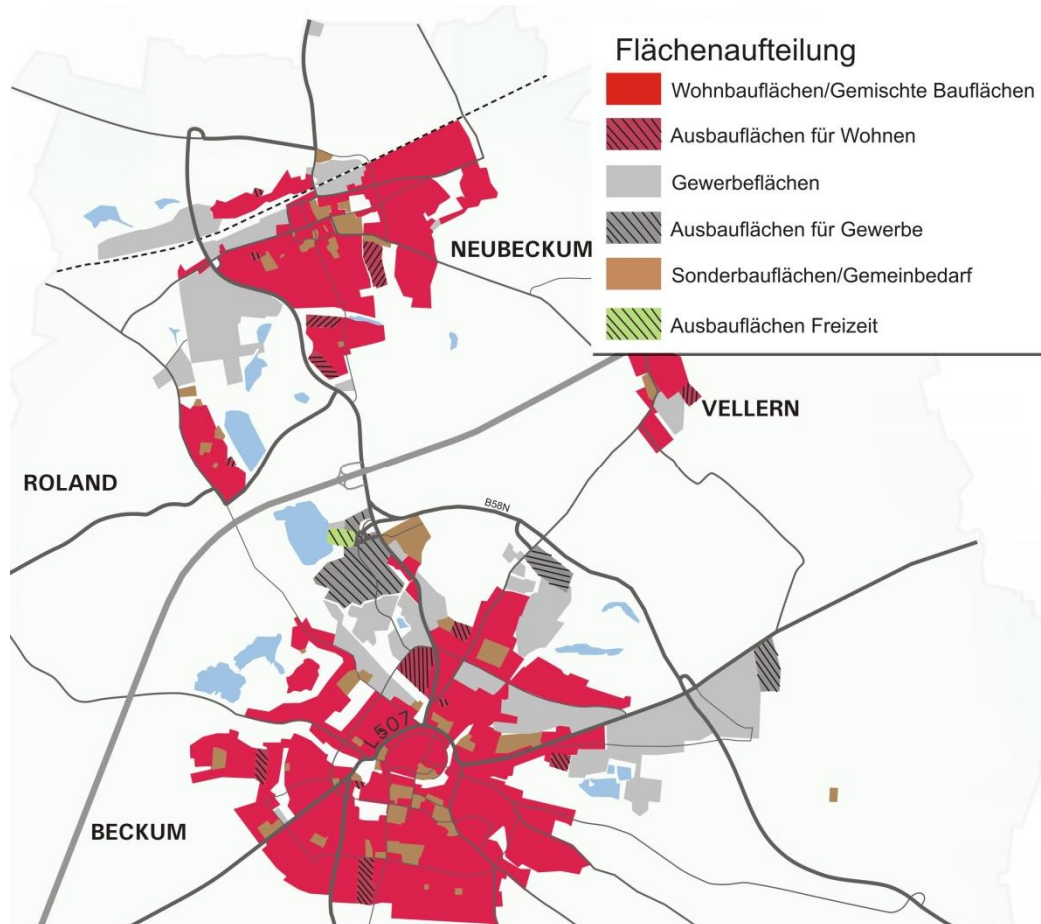 Flächenaufteilung
Wohnbauflächen/Gemischte Bauflächen
Ausbauflächen für Wohnen
Gewerbeflächen
Ausbauflächen für Gewerbe
Sonderbauflächen/Gemeinbedarf
Ausbauflächen Freizeit
NEUBECKUM
VELLERN
ROLAND
B58N
L507
BECKUM